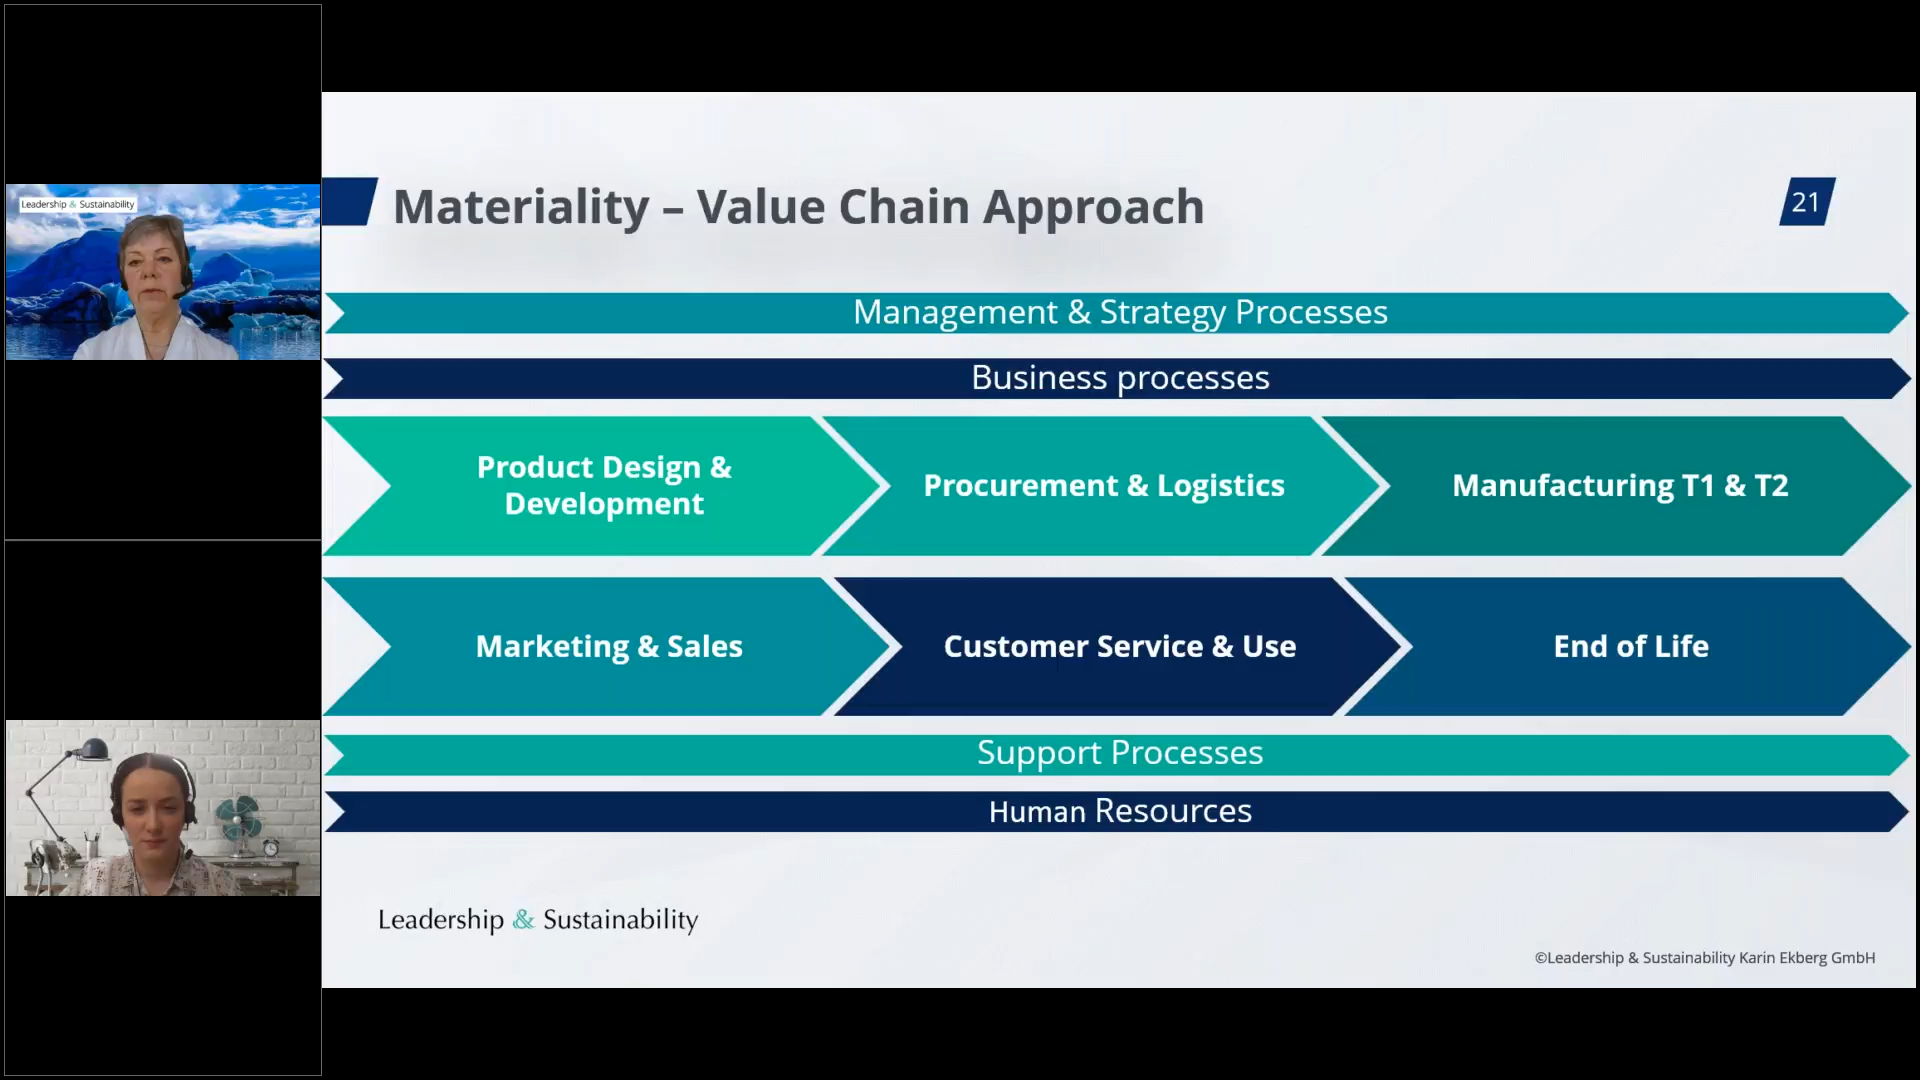 Leadership & Sustainability
Materiality – Value Chain Approach
21
Management & Strategy Processes
Business processes
Product Design &
Development
Procurement & Logistics
Manufacturing T1 & T2
Marketing & Sales
Customer Service & Use
End of Life
Support Processes
Human Resources
Leadership & Sustainability
©Leadership & Sustainability Karin Ekberg GmbH